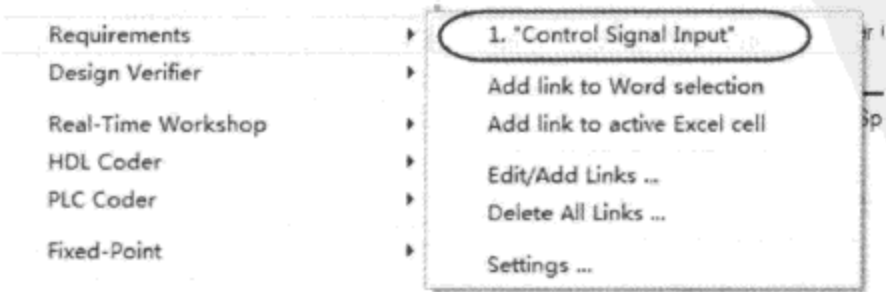 Requirements
Design Verifier
Real-Time Workshop
HDL Coder
PLC Coder
Fixed-Point
1. "Control Signal Input"
Add link to Word selection
Add link to active Excel cell
Edit/Add Links ...
Delete All Links ...
Settings ...